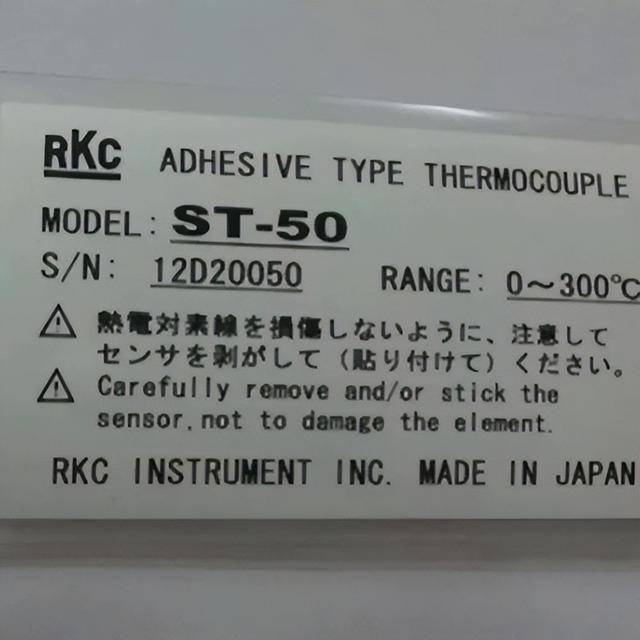 RKC ADHESIVE TYPE THERMOCOUPLE
MODEL: ST-50
S/N: 12D20050 RANGE: 0～300℃
熱電対素線を損傷しないように、注意して
センサを剥がして（貼り付けて）ください。
Carefully remove and/or stick the
sensor,not to damage the element.
RKC INSTRUMENT INC. MADE IN JAPAN